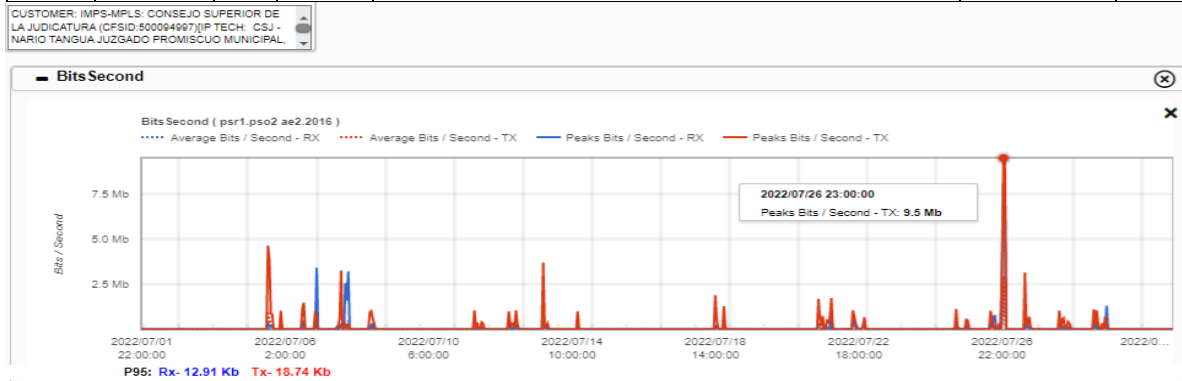 CUSTOMER: IMPS-MPLS: CONSEJO SUPERIOR DE
LA JUDICATURA (CFSID:500094997)[IP TECH: CSJ -
NARIO TANGUA JUZGADO PROMISCUO MUNICIPAL,
Bits Second
Bits Second ( psr1.pso2 ae2.2016 )
Average Bits / Second - RX Average Bits / Second - TX Peaks Bits / Second - RX Peaks Bits / Second - TX
7.5 Mb
5.0 Mb
2.5 Mb
Bits / Second
2022/07/26 23:00:00
Peaks Bits / Second - TX: 9.5 Mb
2022/07/01 2022/07/06 2022/07/10 2022/07/14 2022/07/18 2022/07/22 2022/07/26 2022/0...
22:00:00 2:00:00 6:00:00 10:00:00 14:00:00 18:00:00 22:00:00
P95: Rx- 12.91 Kb Tx- 18.74 Kb